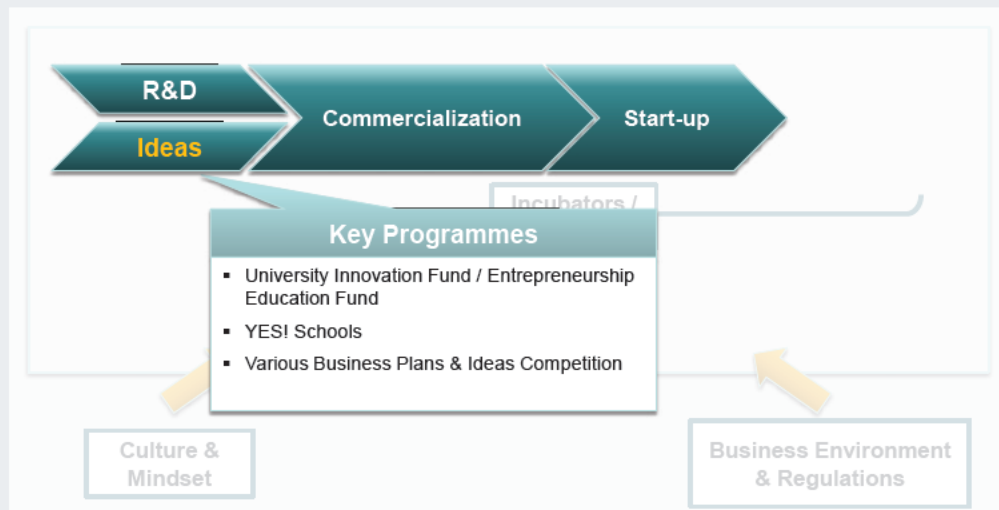 R&D
Ideas
Commercialization
Start-up
Incubators /
Key Programmes
▪ University Innovation Fund / Entrepreneurship
Education Fund
▪ YES! Schools
▪ Various Business Plans & Ideas Competition
Culture &
Mindset
Business Environment
& Regulations